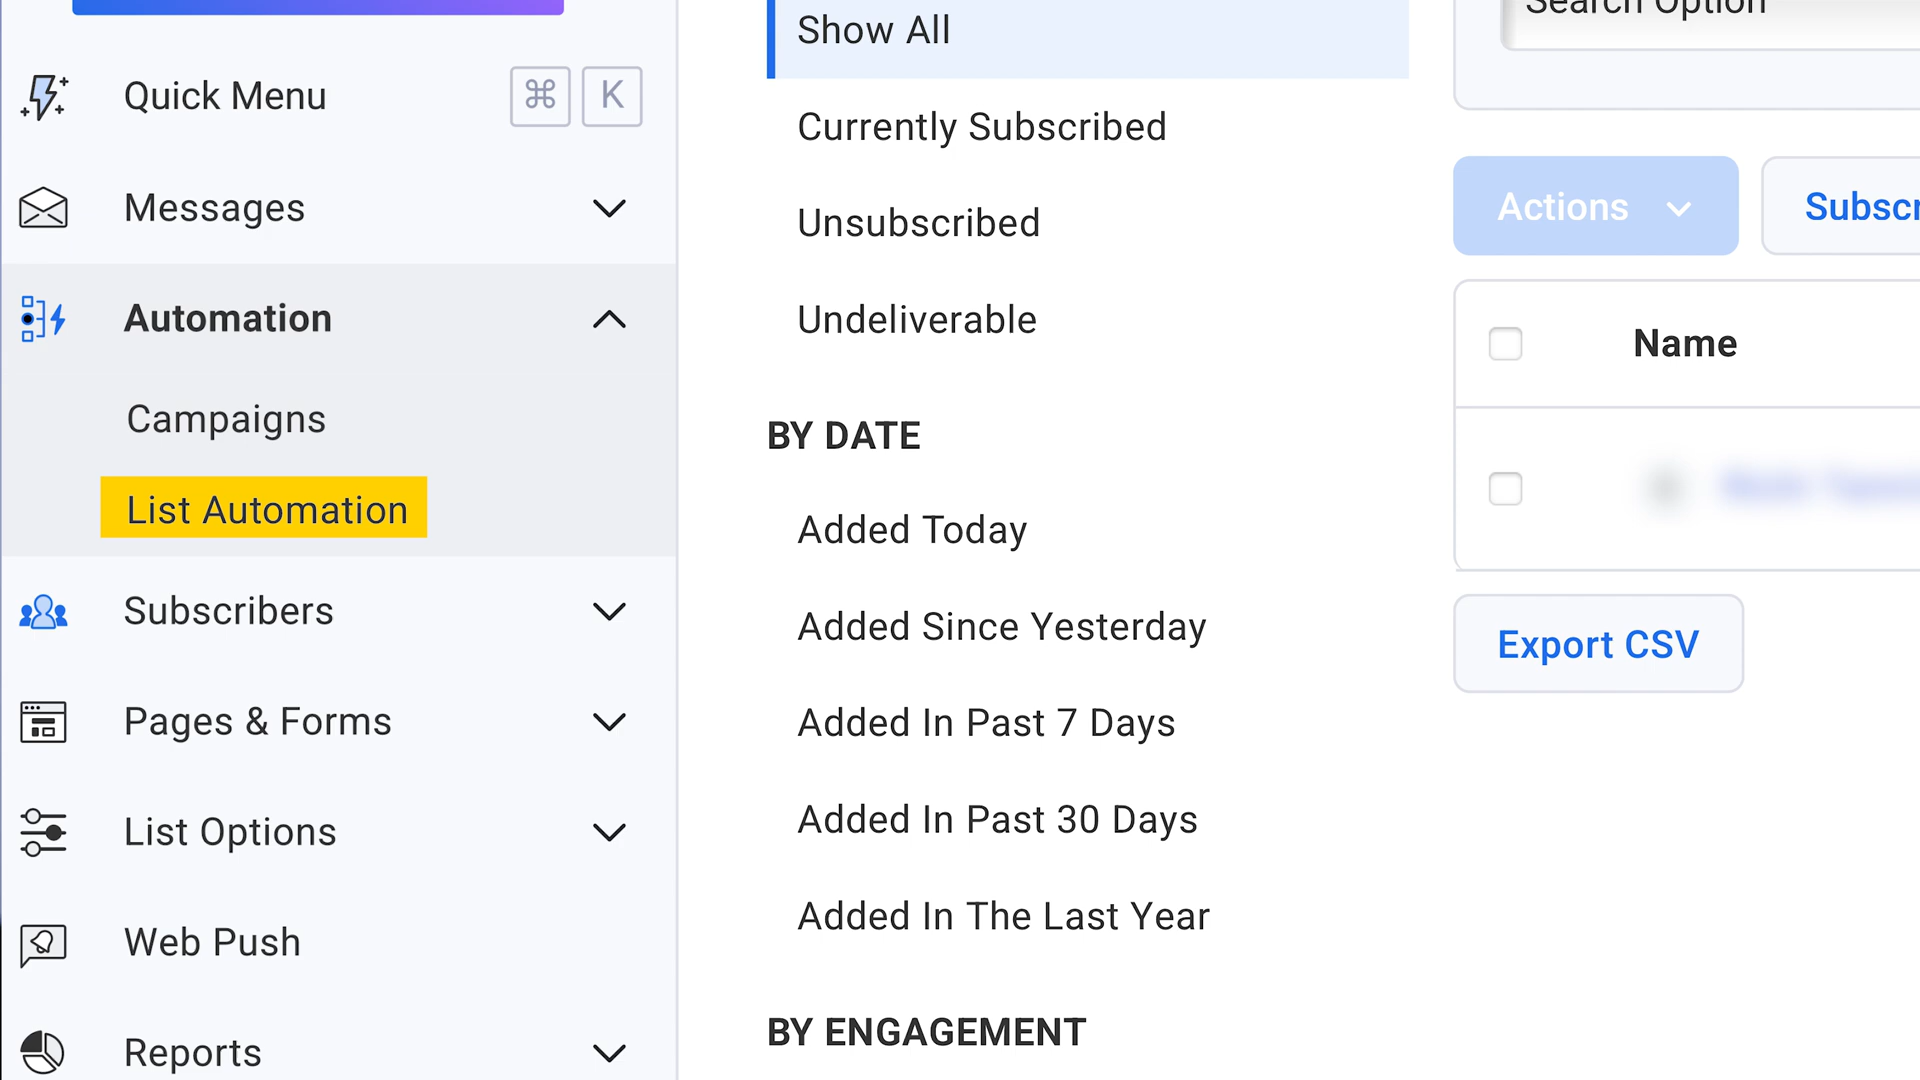 Quick Menu
⌘ K
Messages
Automation
Campaigns
List Automation
Subscribers
Pages & Forms
List Options
Web Push
Reports
Show All
Currently Subscribed
Unsubscribed
Undeliverable
BY DATE
Added Today
Added Since Yesterday
Added In Past 7 Days
Added In Past 30 Days
Added In The Last Year
BY ENGAGEMENT
Search Option
Actions
Subscr
Name
Export CSV